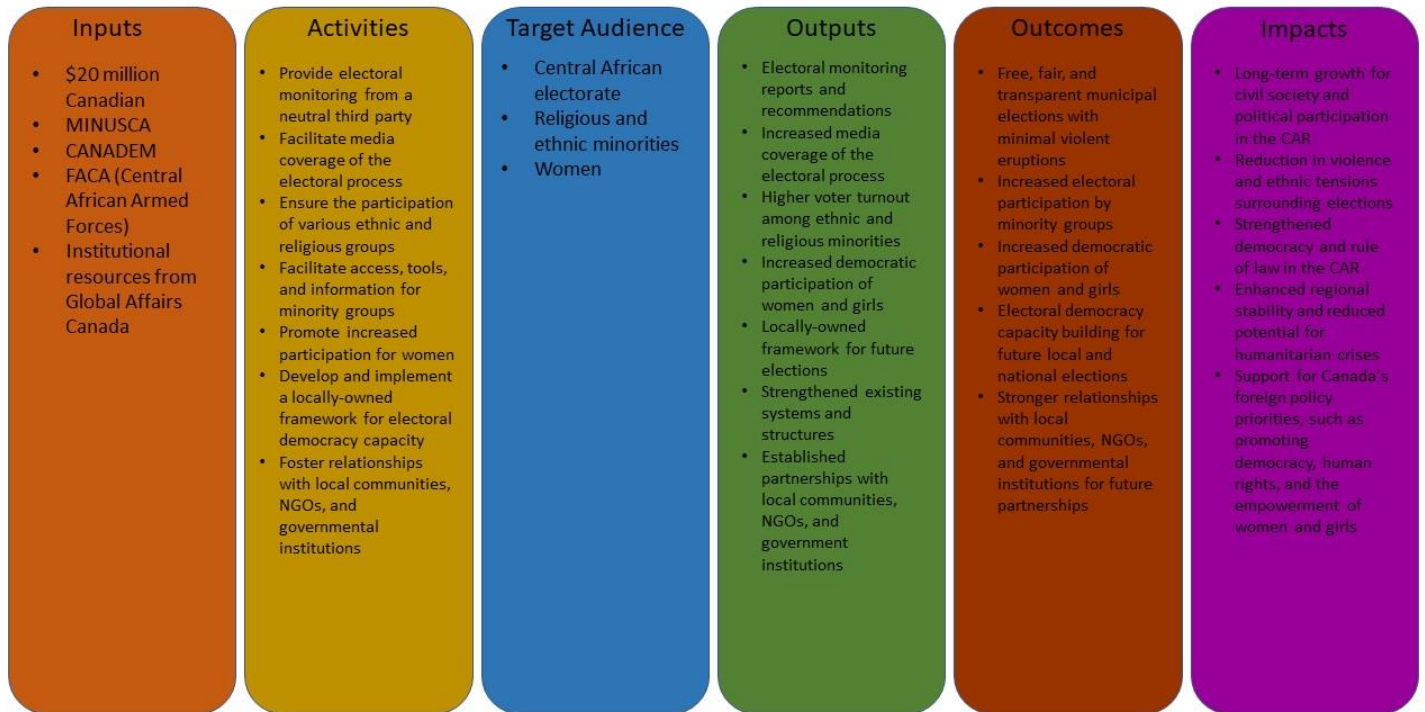 Inputs
• $20 million
Canadian
• MINUSCA
• CANADEM
• FACA (Central
African Armed
Forces)
• Institutional
resources from
Global Affairs
Canada
Activities
• Provide electoral
monitoring from a
neutral third party
• Facilitate media
coverage of the
electoral process
• Ensure the participation
of various ethnic and
religious groups
• Facilitate access, tools,
and information for
minority groups
• Promote increased
participation for women
• Develop and implement
a locally-owned
framework for electoral
democracy capacity
• Foster relationships
with local communities,
NGOs, and
governmental
institutions
Target Audience
• Central African
electorate
• Religious and
ethnic minorities
• Women
Outputs
• Electoral monitoring
reports and
recommendations
• Increased media
coverage of the
electoral process
• Higher voter turnout
among ethnic and
religious minorities
• Increased democratic
participation of
women and girls
• Locally-owned
framework for future
elections
• Strengthened existing
systems and
structures
• Established
partnerships with
local communities,
NGOs, and
government
institutions
Outcomes
• Free, fair, and
transparent municipal
elections with
minimal violent
eruptions
• Increased electoral
participation by
minority groups
• Increased democratic
participation of
women and girls
• Electoral democracy
capacity building for
future local and
national elections
• Stronger relationships
with local
communities, NGOs,
and governmental
institutions for future
partnerships
Impacts
• Long-term growth for
civil society and
political participation
in the CAR
• Reduction in violence
and ethnic tensions
surrounding elections
• Strengthened
democracy and rule
of law in the CAR
• Enhanced regional
stability and reduced
potential for
humanitarian crises
• Support for Canada's
foreign policy
priorities, such as
promoting
democracy, human
rights, and the
empowerment of
women and girls